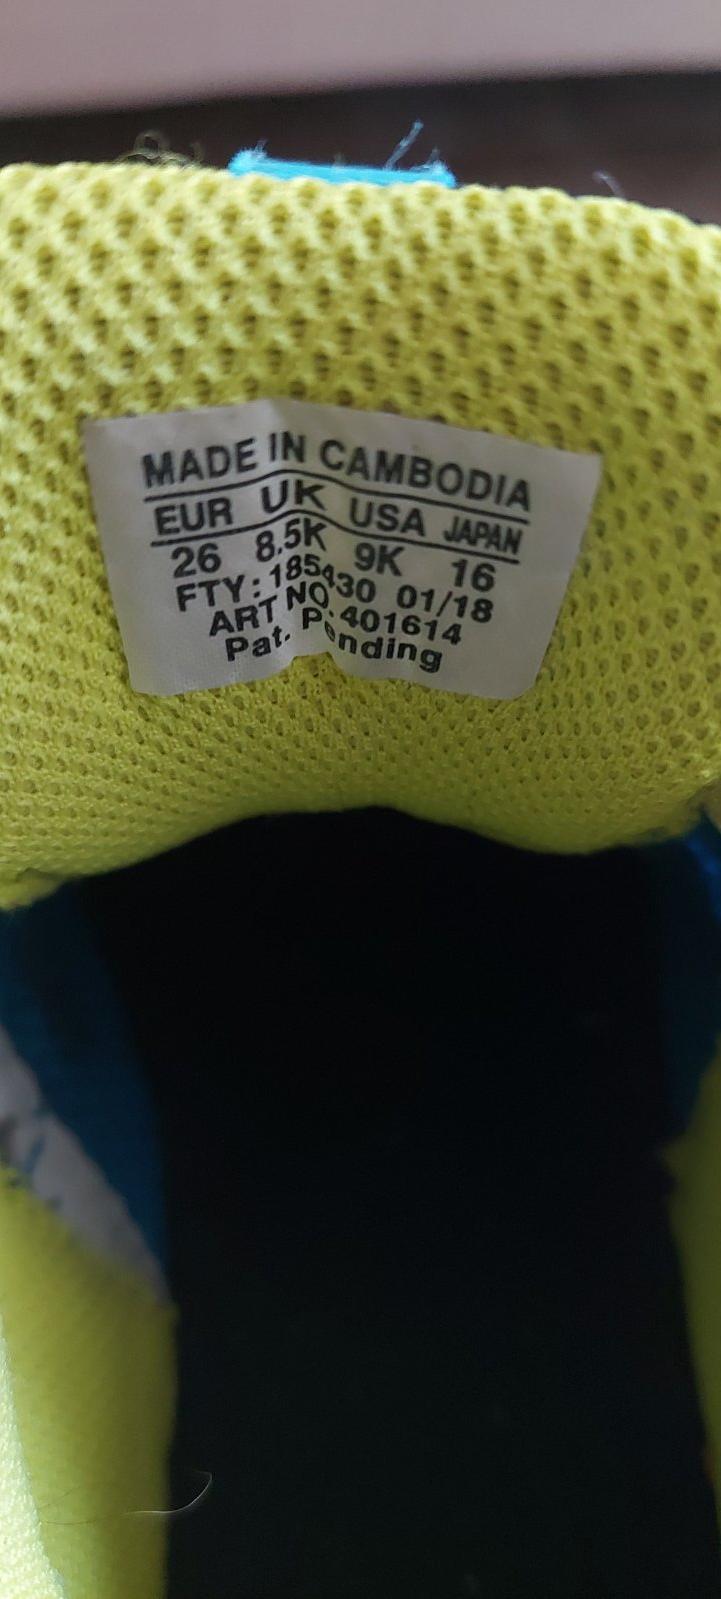 MADE IN CAMBODIA
EUR UK USA JAPAN
26 8.5K 9K 16
FTY: 185430 01/18
ART NO.:401614
Pat. Pending